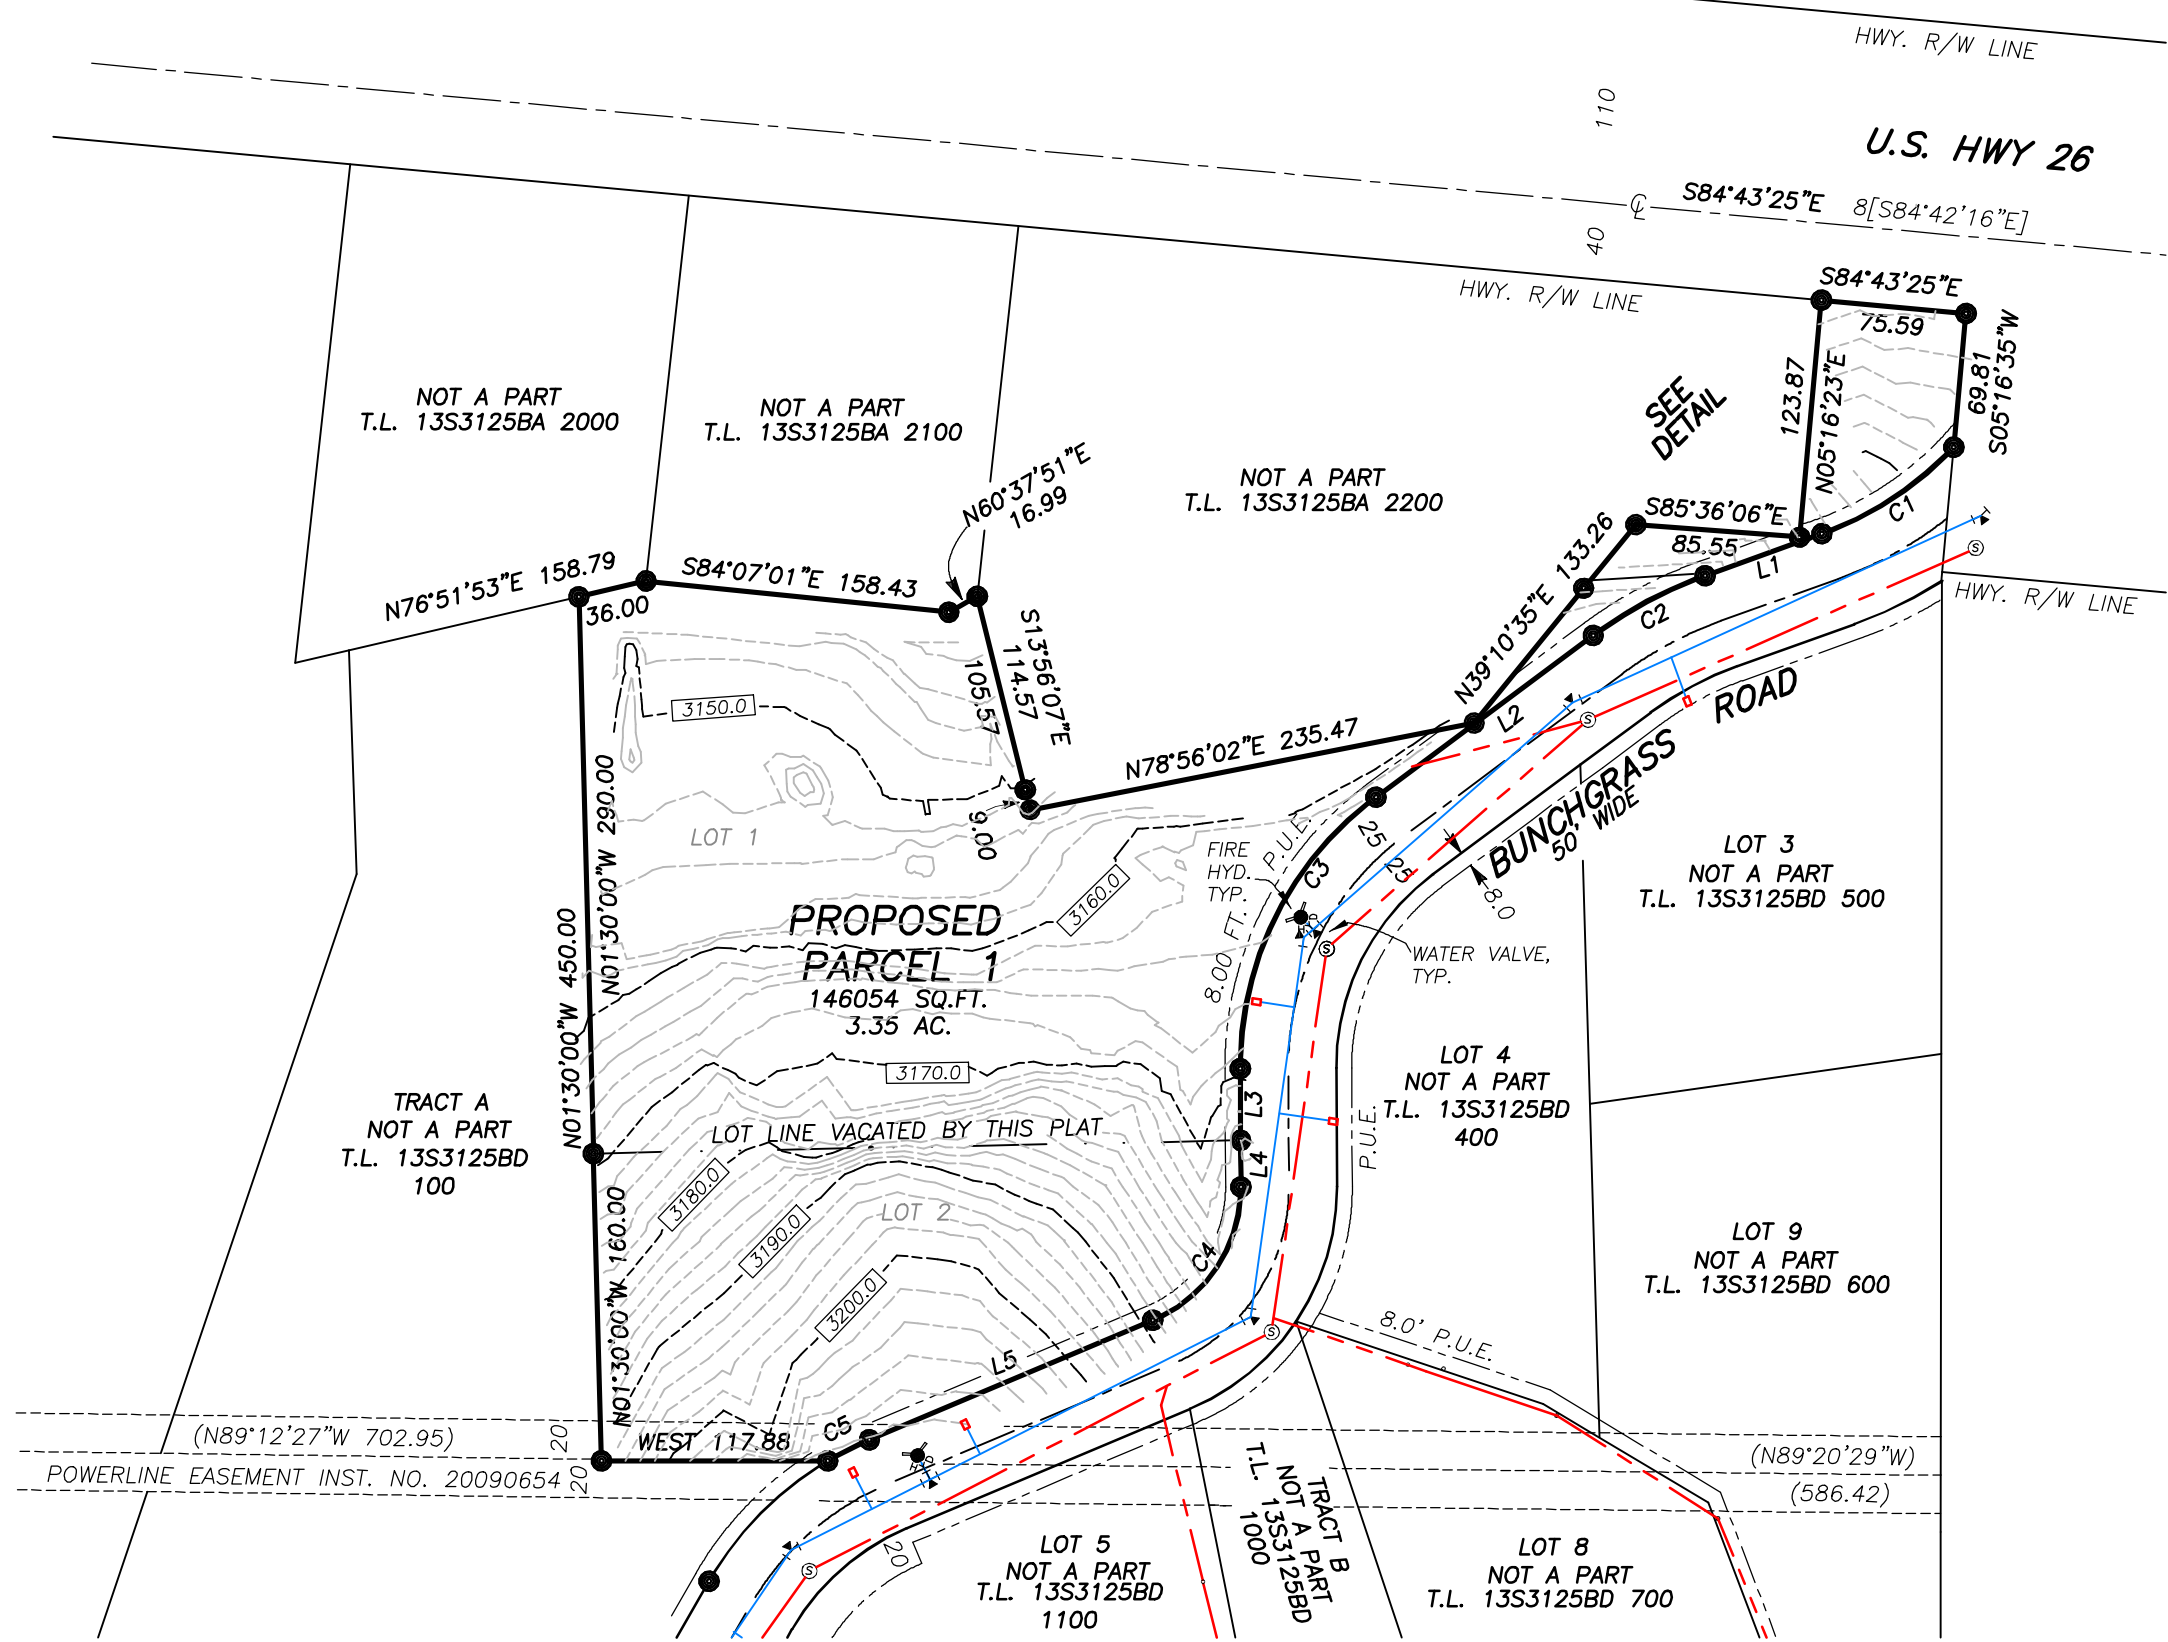 HWY. R/W LINE
110
U.S. HWY 26
℄
S84°43'25"E 8[S84°42'16"E]
40
HWY. R/W LINE
S84°43'25"E
75.59
S05°16'35"W
69.81
123.87
N05°16'23"E
SEE
DETAIL
NOT A PART
T.L. 13S3125BA 2000
NOT A PART
T.L. 13S3125BA 2100
NOT A PART
T.L. 13S3125BA 2200
N60°37'51"E
16.99
S85°36'06"E
85.55
C1
L1
C2
N39°10'35"E 133.26
L2
N76°51'53"E 158.79
36.00
S84°07'01"E 158.43
S13°56'07"E
114.57
105.57
9.00
N78°56'02"E 235.47
HWY. R/W LINE
BUNCHGRASS ROAD
50' WIDE
3150.0
LOT 1
N01°30'00"W 290.00
N01°30'00"W 450.00
25
25
8.0
FIRE
HYD.
TYP.
8.00 FT. P.U.E.
C3
WATER VALVE,
TYP.
3160.0
PROPOSED
PARCEL 1
146054 SQ.FT.
3.35 AC.
LOT 3
NOT A PART
T.L. 13S3125BD 500
3170.0
LOT 4
NOT A PART
T.L. 13S3125BD
400
P.U.E.
L3
L4
TRACT A
NOT A PART
T.L. 13S3125BD
100
LOT LINE VACATED BY THIS PLAT
3180.0
3190.0
3200.0
LOT 2
C4
N01°30'00"W 160.00
LOT 9
NOT A PART
T.L. 13S3125BD 600
8.0' P.U.E.
L5
C5
WEST 117.88
(N89°12'27"W 702.95)
20
20
POWERLINE EASEMENT INST. NO. 20090654
(N89°20'29"W)
(586.42)
20
LOT 5
NOT A PART
T.L. 13S3125BD
1100
TRACT B
NOT A PART
T.L. 13S3125BD
1000
LOT 8
NOT A PART
T.L. 13S3125BD 700